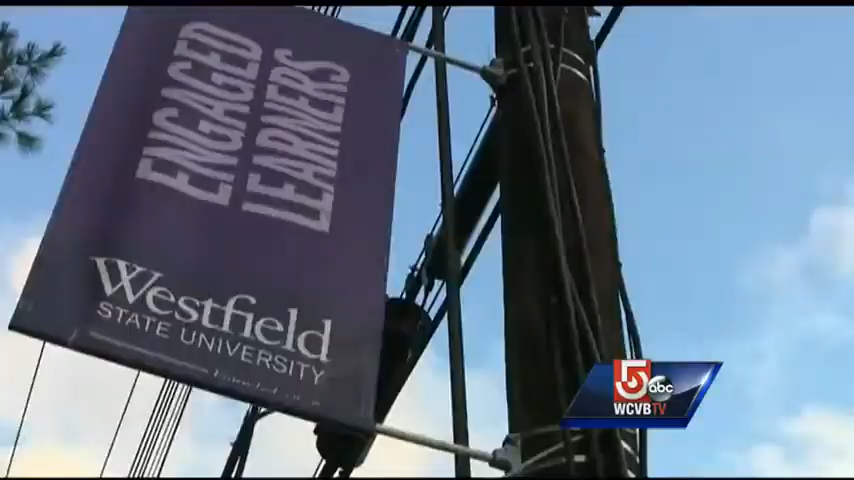 ENGAGED
LEARNERS
Westfield
STATE UNIVERSITY
5 abc
WCVB TV